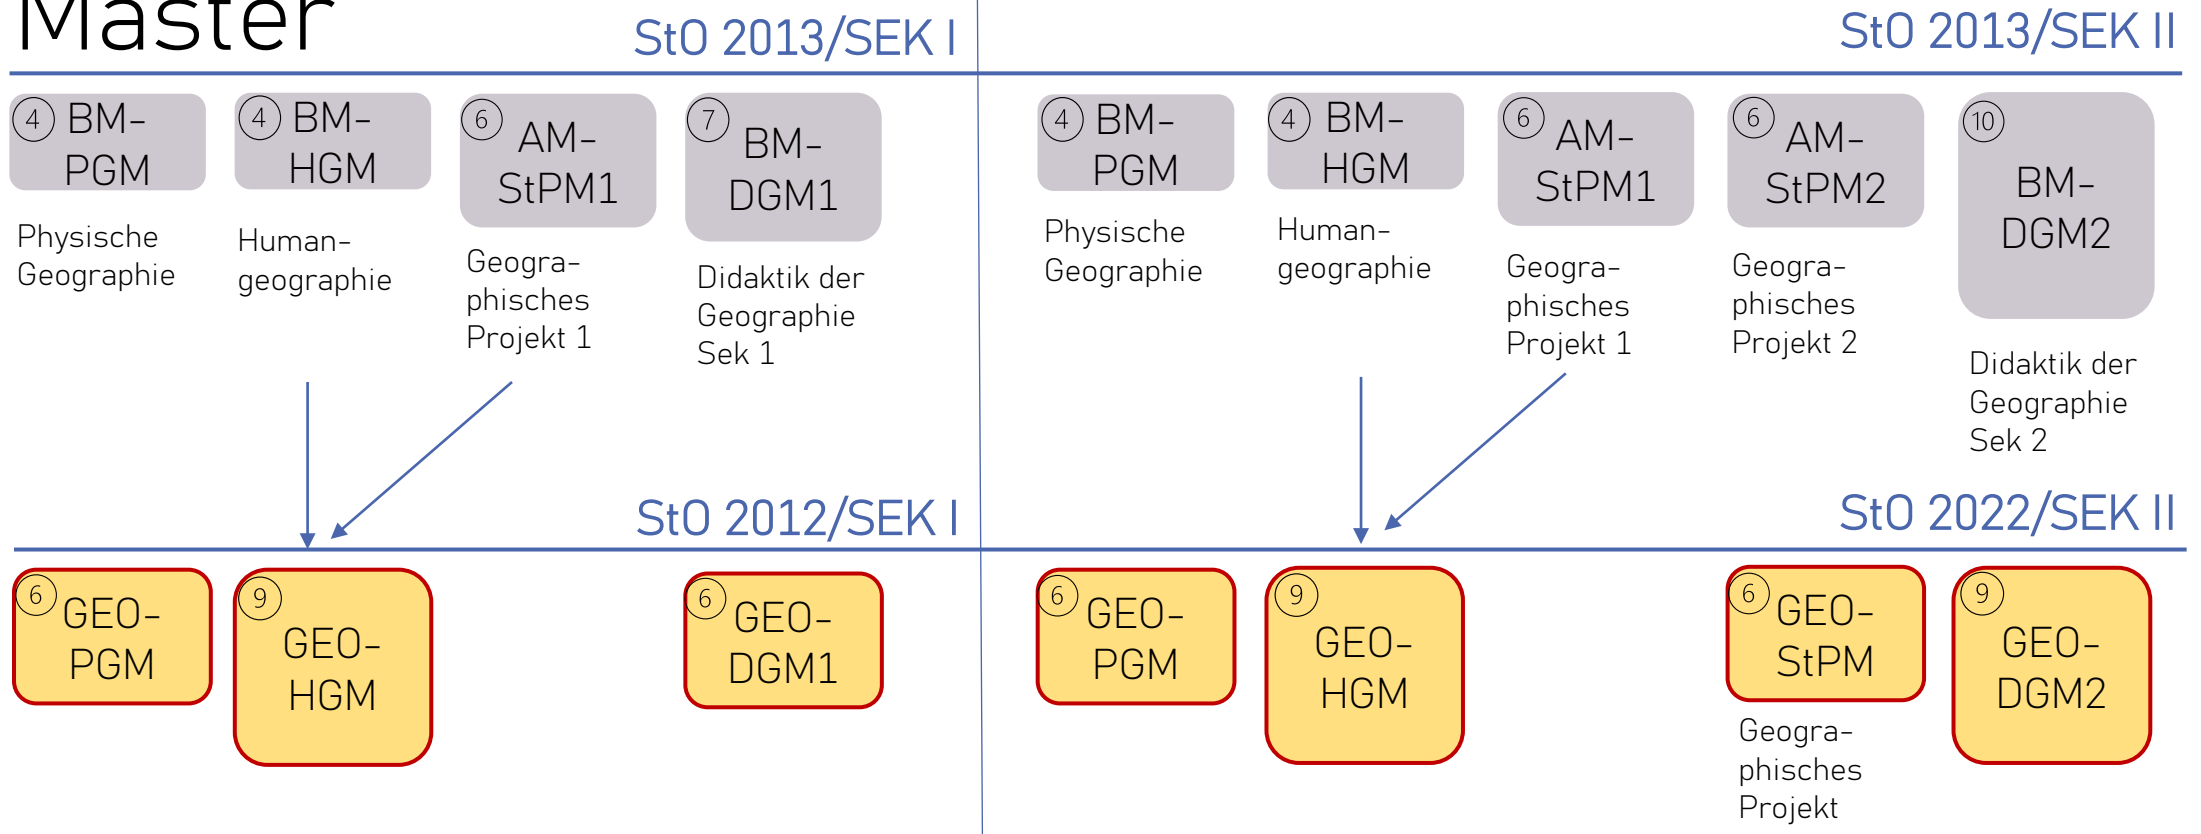 Master
StO 2013/SEK I
StO 2013/SEK II
4 BM-
PGM
Physische
Geographie
4 BM-
HGM
Human-
geographie
6 AM-
StPM1
Geogra-
phisches
Projekt 1
7 BM-
DGM1
Didaktik der
Geographie
Sek 1
4 BM-
PGM
Physische
Geographie
4 BM-
HGM
Human-
geographie
6 AM-
StPM1
Geogra-
phisches
Projekt 1
6 AM-
StPM2
Geogra-
phisches
Projekt 2
10
BM-
DGM2
Didaktik der
Geographie
Sek 2
StO 2012/SEK I
StO 2022/SEK II
6 GEO-
PGM
9
GEO-
HGM
6 GEO-
DGM1
6 GEO-
PGM
9
GEO-
HGM
6 GEO-
StPM
Geogra-
phisches
Projekt
9
GEO-
DGM2